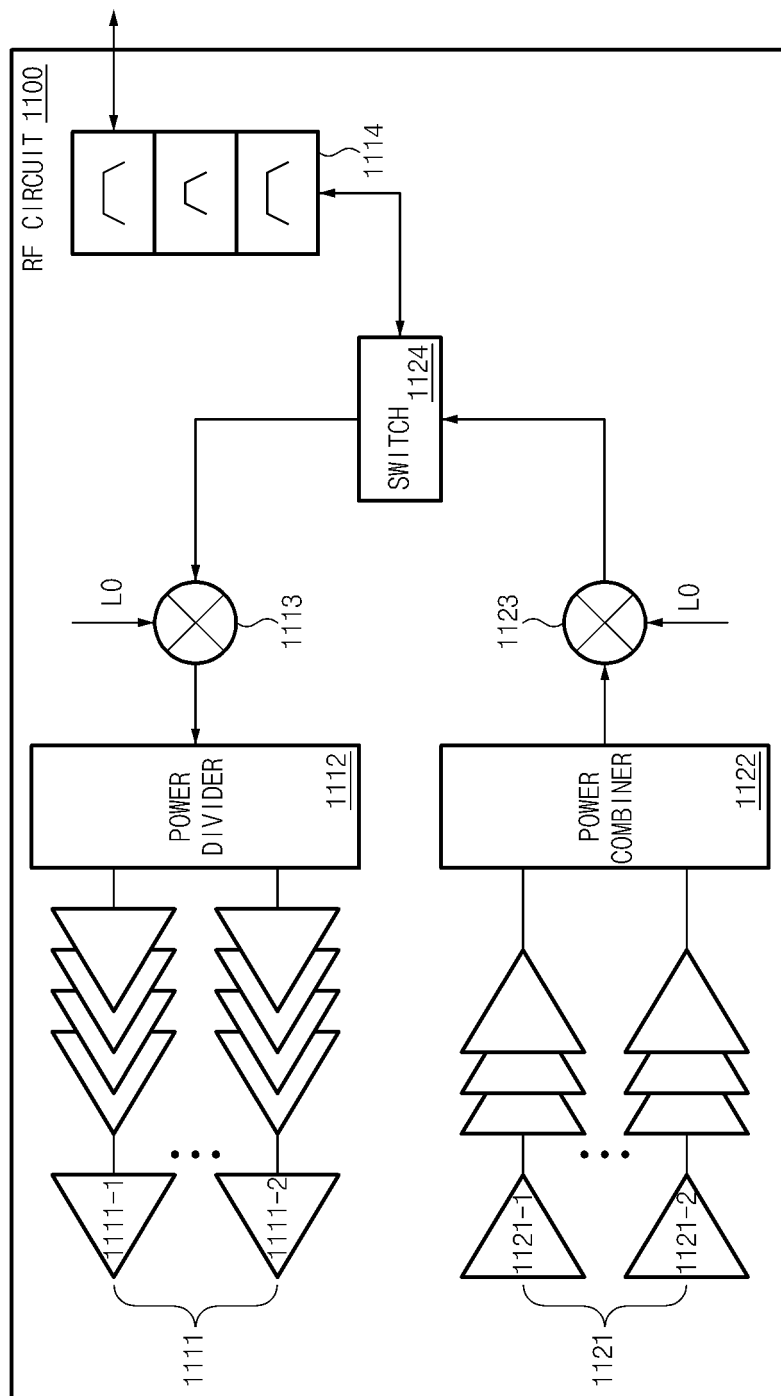 RF CIRCUIT 1100
1111
1111-1
1111-2
POWER
DIVIDER
1112
LO
1113
1114
SWITCH
1124
1121
1121-1
1121-2
POWER
COMBINER
1122
1123
LO